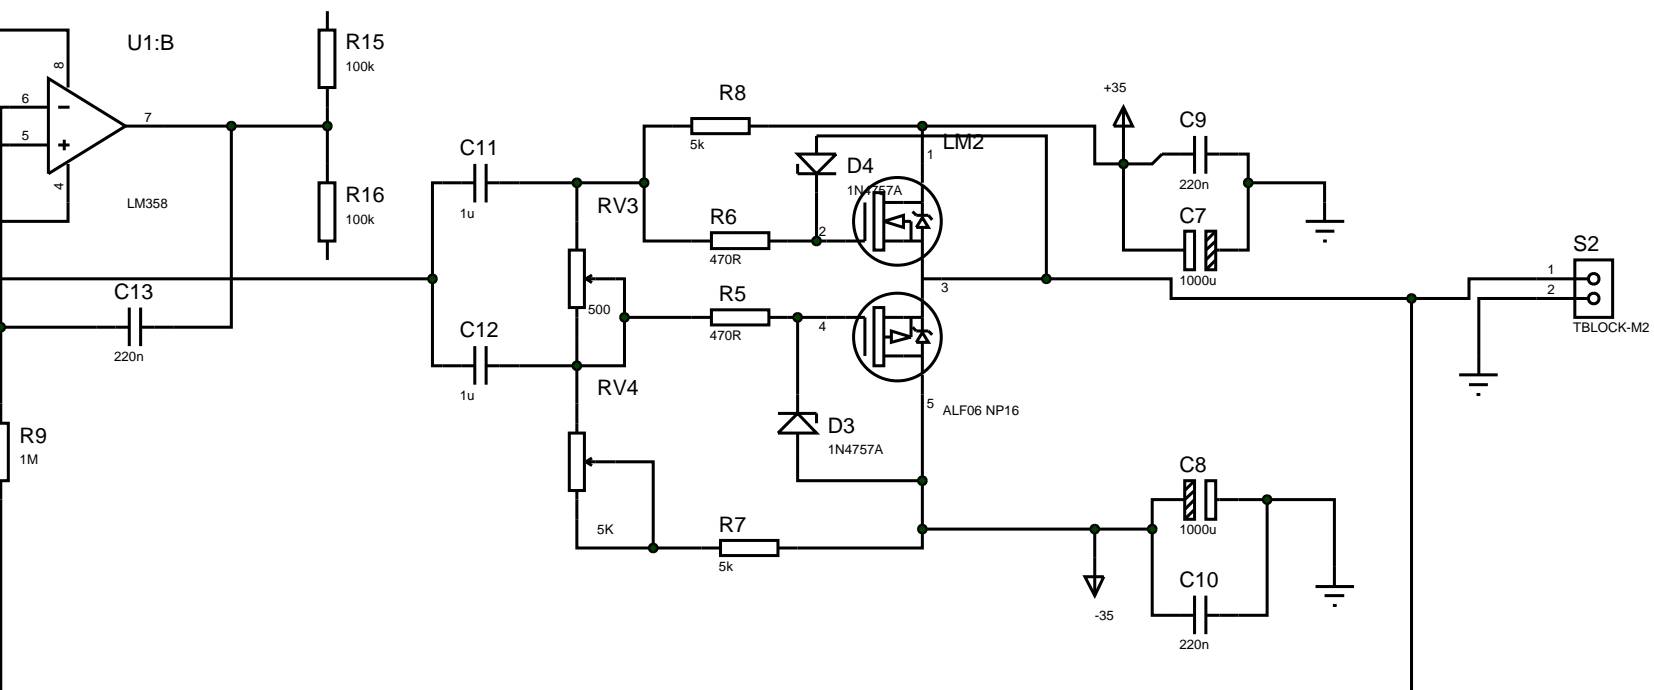 U1:B
8
6
5
4
7
LM358
R15
100k
R16
100k
C13
220n
R9
1M
C11
1u
C12
1u
RV3
500
RV4
5K
R8
5k
R6
470R
R5
470R
R7
5k
D4
1N4757A
D3
1N4757A
LM2
1
2
3
4
5
ALF06 NP16
+35
C9
220n
C7
1000u
C8
1000u
C10
220n
-35
S2
1
2
TBLOCK-M2